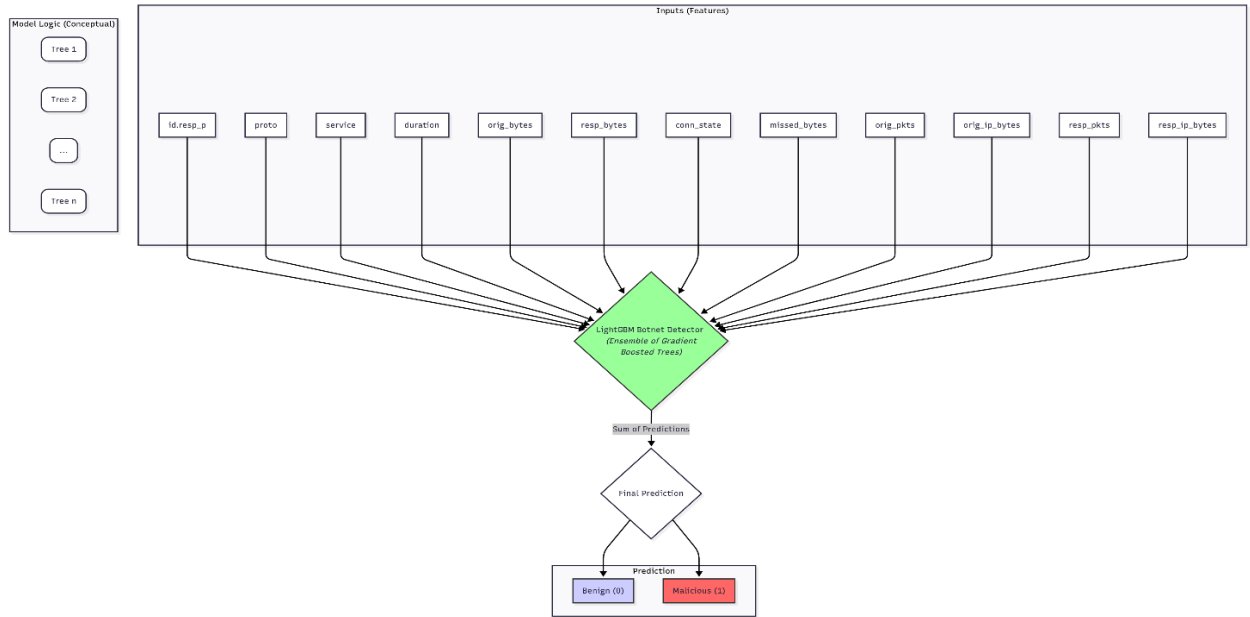 Model Logic (Conceptual)
Tree 1
Tree 2
...
Tree n
Inputs (Features)
id.resp_p
proto
service
duration
orig_bytes
resp_bytes
conn_state
missed_bytes
orig_pkts
orig_ip_bytes
resp_pkts
resp_ip_bytes
LightGBM Botnet Detector
(Ensemble of Gradient
Boosted Trees)
Sum of Predictions
Final Prediction
Prediction
Benign (0)
Malicious (1)